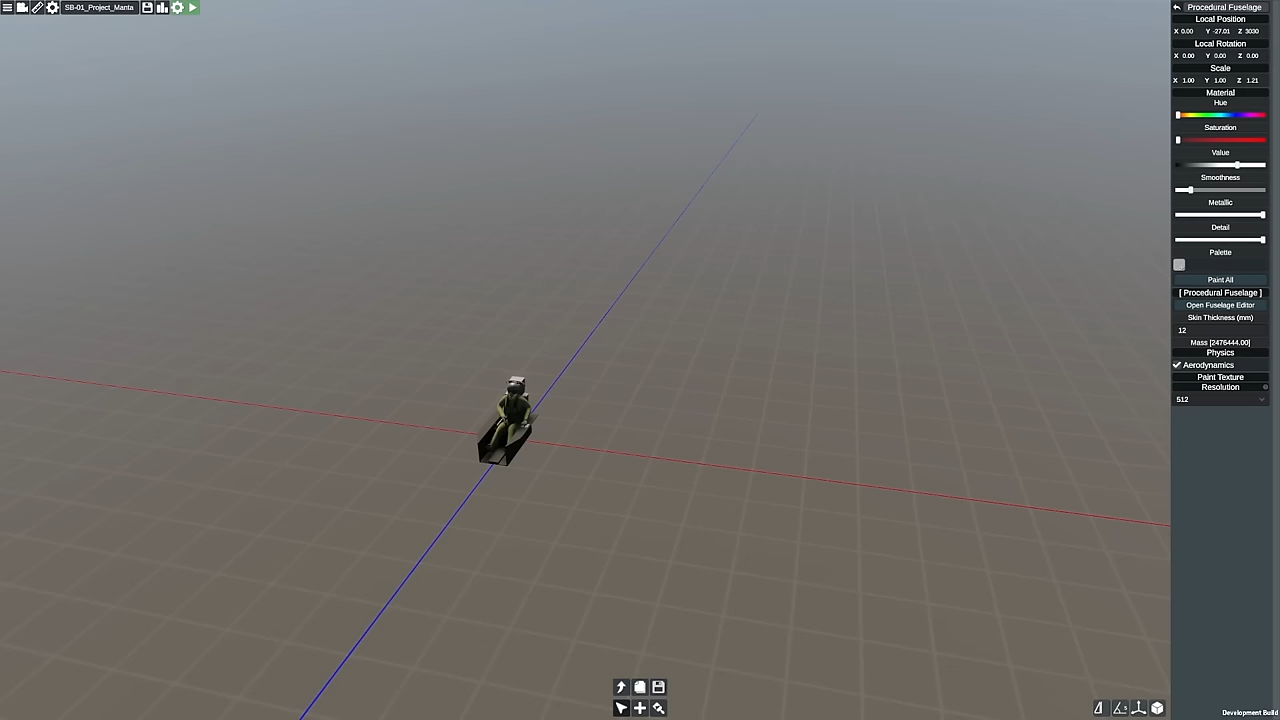 SB-01_Project_Manta
Procedural Fuselage
Local Position
X 0.00 Y -27.01 Z 3030
Local Rotation
X 0.00 Y 0.00 Z 0.00
Scale
X 1.00 Y 1.00 Z 1.21
Material
Hue
Saturation
Value
Smoothness
Metallic
Detail
Palette
Paint All
[ Procedural Fuselage ]
Open Fuselage Editor
Skin Thickness (mm)
12
Mass [2476444.00]
Physics
Aerodynamics
Paint Texture
Resolution
512
Development Build